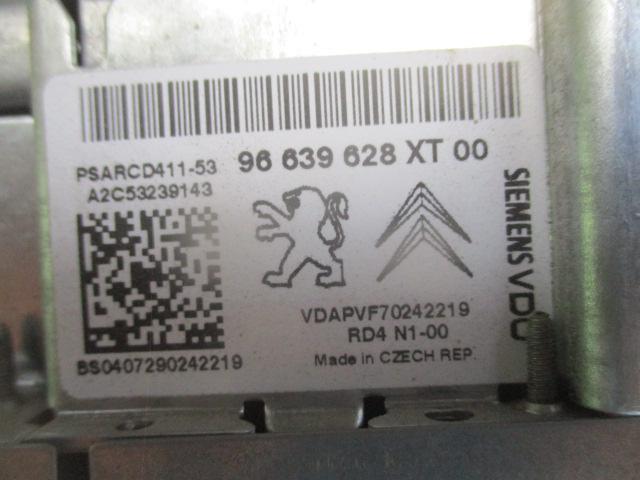 PSARCD411-53 96 639 628 XT 00
A2C53239143
SIEMENS VDO
VDAPVF70242219
RD4 N1-00
BS0407290242219
Made in CZECH REP.